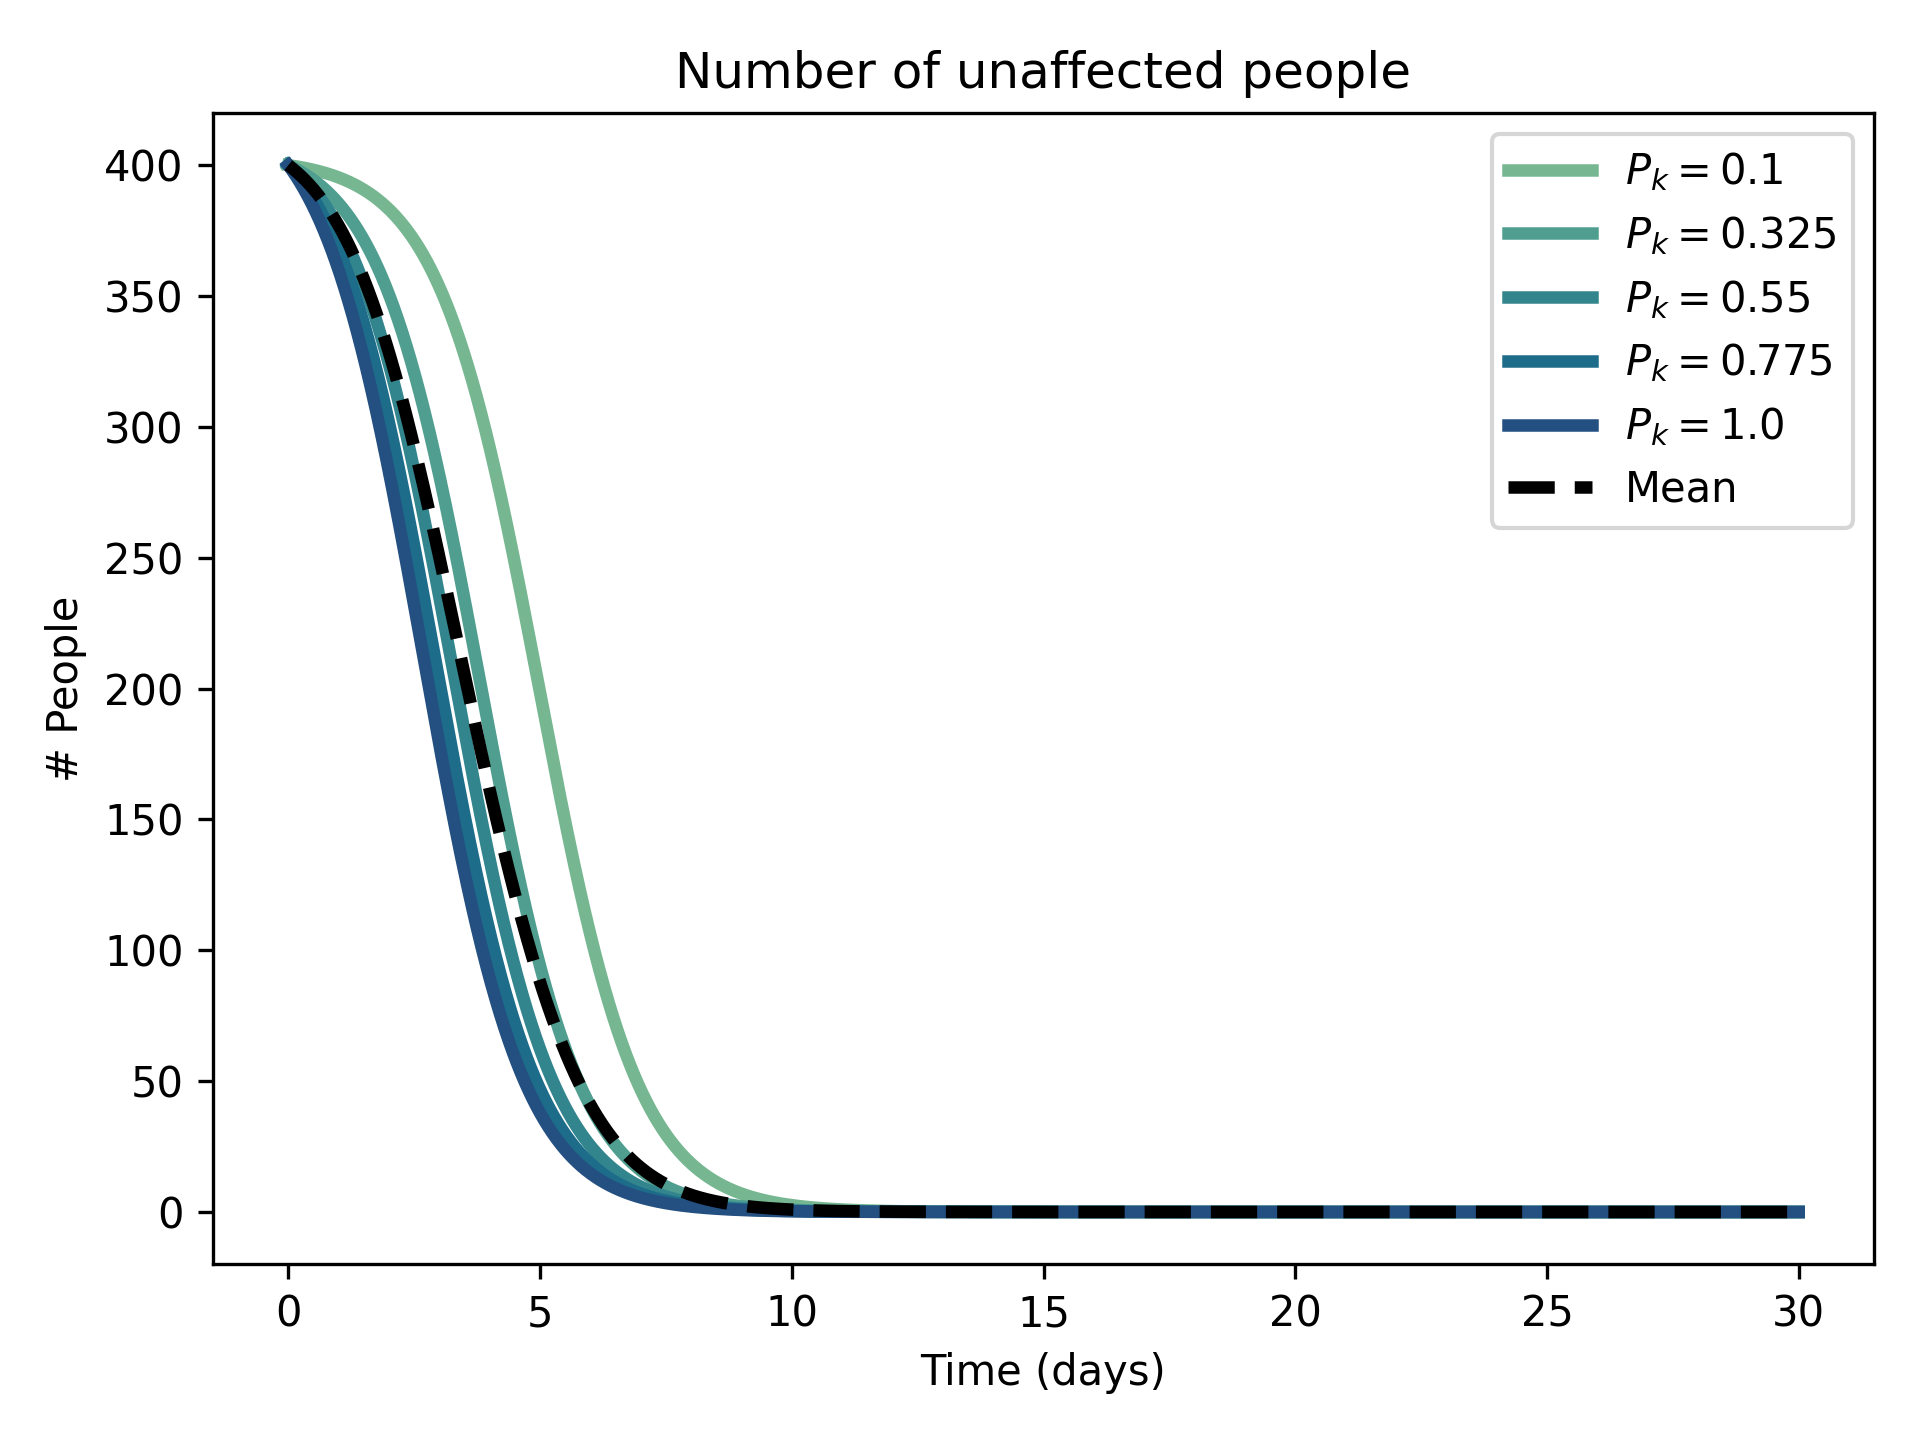 Number of unaffected people
# People
400
350
300
250
200
150
100
50
0
0 5 10 15 20 25 30
Time (days)
P_k = 0.1
P_k = 0.325
P_k = 0.55
P_k = 0.775
P_k = 1.0
Mean